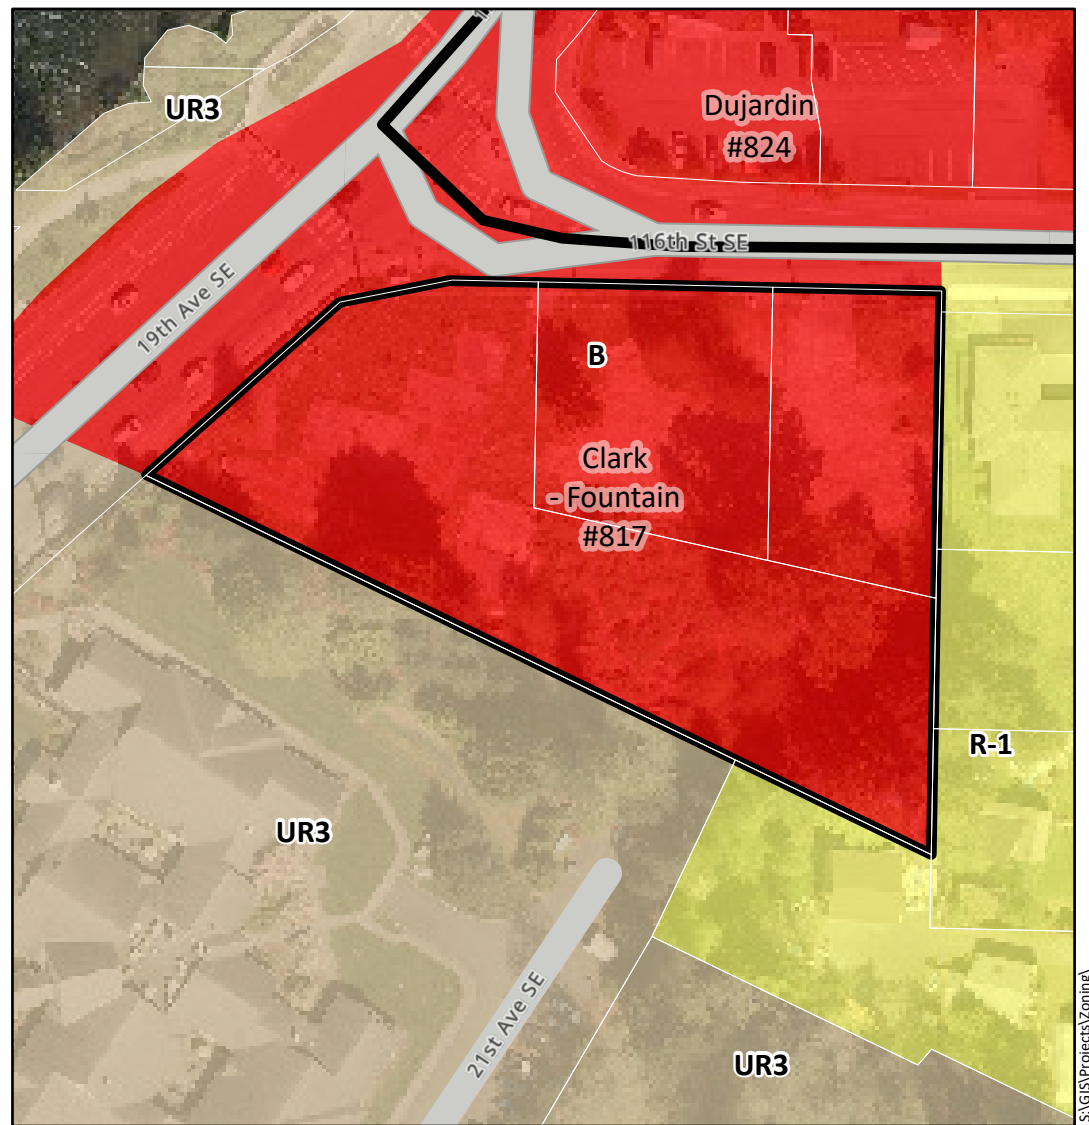 UR3
Dujardin
#824
116th St SE
19th Ave SE
B
Clark
- Fountain
#817
R-1
UR3
21st Ave SE
UR3
S:\GIS\Projects\Zoning\